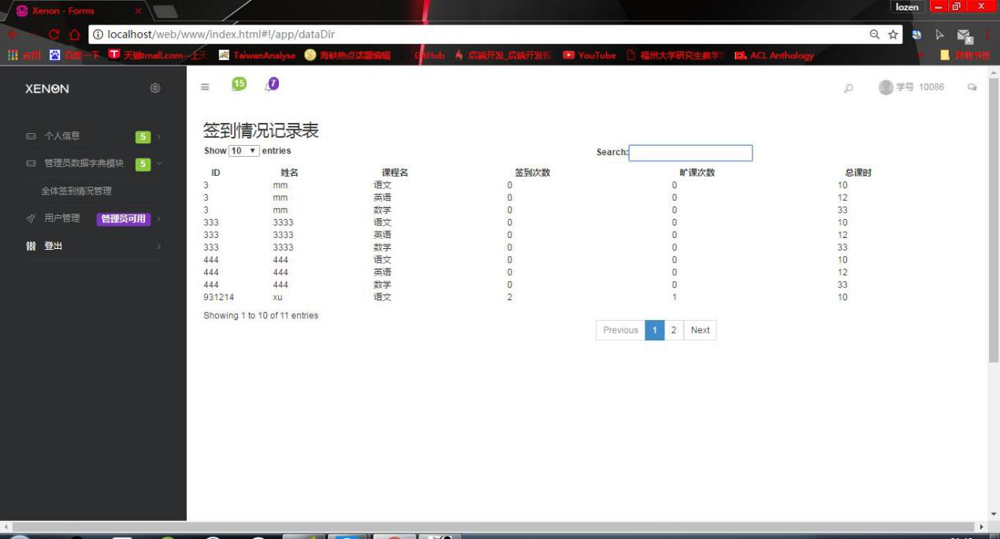 lozen
Xenon - Forms
localhost/web/www/index.html#!/app/dataDir
应用 百度一下 天猫tmall.com--上天 TaiwanAnalyse 海峡热点话题编辑 GitHub 后端开发_后端开发报 YouTube 福州大学研究生教学 ACL Anthology 其他书签
XENON
15 7 学号 10086
个人信息 5
管理员数据字典模块 5
全体签到情况管理
用户管理 管理员可用
登出
签到情况记录表
Show 10 entries Search:
ID 姓名 课程名 签到次数 旷课次数 总课时
3 mm 语文 0 0 10
3 mm 英语 0 0 12
3 mm 数学 0 0 33
333 3333 语文 0 0 10
333 3333 英语 0 0 12
333 3333 数学 0 0 33
444 444 语文 0 0 10
444 444 英语 0 0 12
444 444 数学 0 0 33
931214 xu 语文 2 1 10
Showing 1 to 10 of 11 entries
Previous 1 2 Next